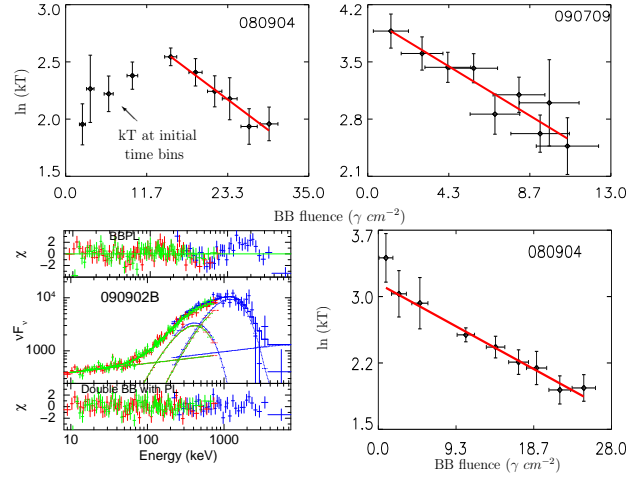 080904
3.0
2.5
2.0
1.5
ln (kT)
kT at initial
time bins
0.0 11.7 23.3 35.0
090709
4.2
3.5
2.8
2.1
0.0 4.3 8.7 13.0
BB fluence (γ cm⁻²)
BBPL
χ
2
0
−2
090902B
νFν
10⁴
1000
Double BB with PL
χ
2
0
−2
10 100 1000
Energy (keV)
080904
3.7
3.0
2.2
1.5
ln (kT)
0.0 9.3 18.7 28.0
BB fluence (γ cm⁻²)